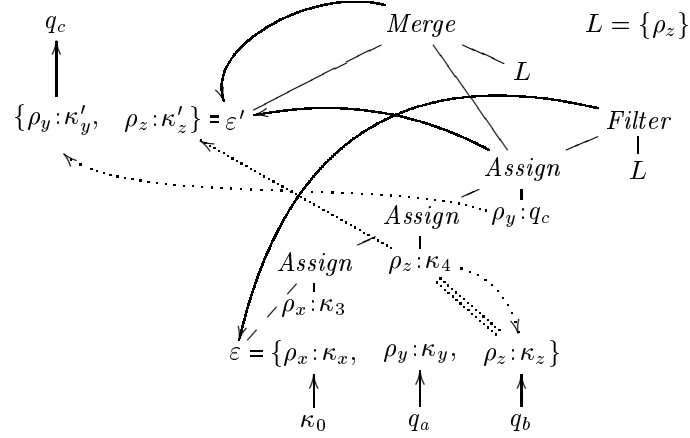 q_c Merge L = {ρ_z}
L
{ρ_y : κ'_y, ρ_z : κ'_z} = ε' Filter
Assign L
Assign ρ_y : q_c
Assign ρ_z : κ_4
ρ_x : κ_3
ε = {ρ_x : κ_x, ρ_y : κ_y, ρ_z : κ_z}
κ_0 q_a q_b